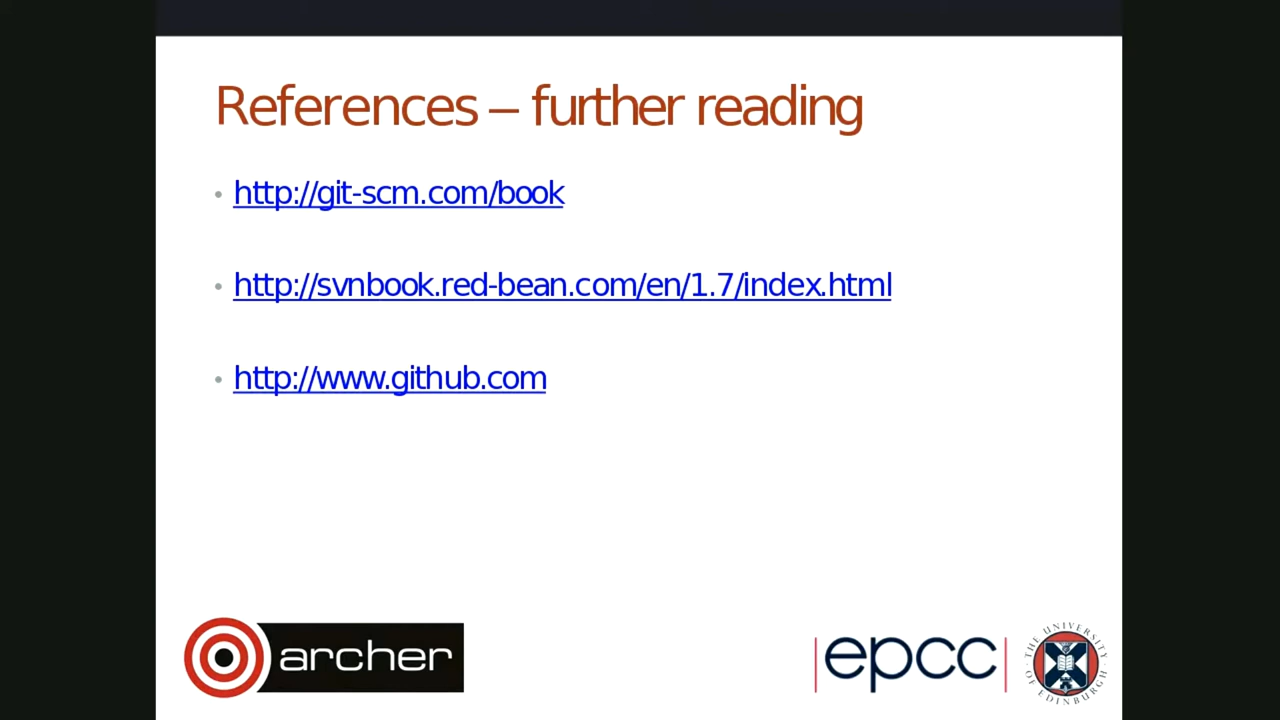 References – further reading
• http://git-scm.com/book
• http://svnbook.red-bean.com/en/1.7/index.html
• http://www.github.com
archer
|epcc|
THE UNIVERSITY OF EDINBURGH